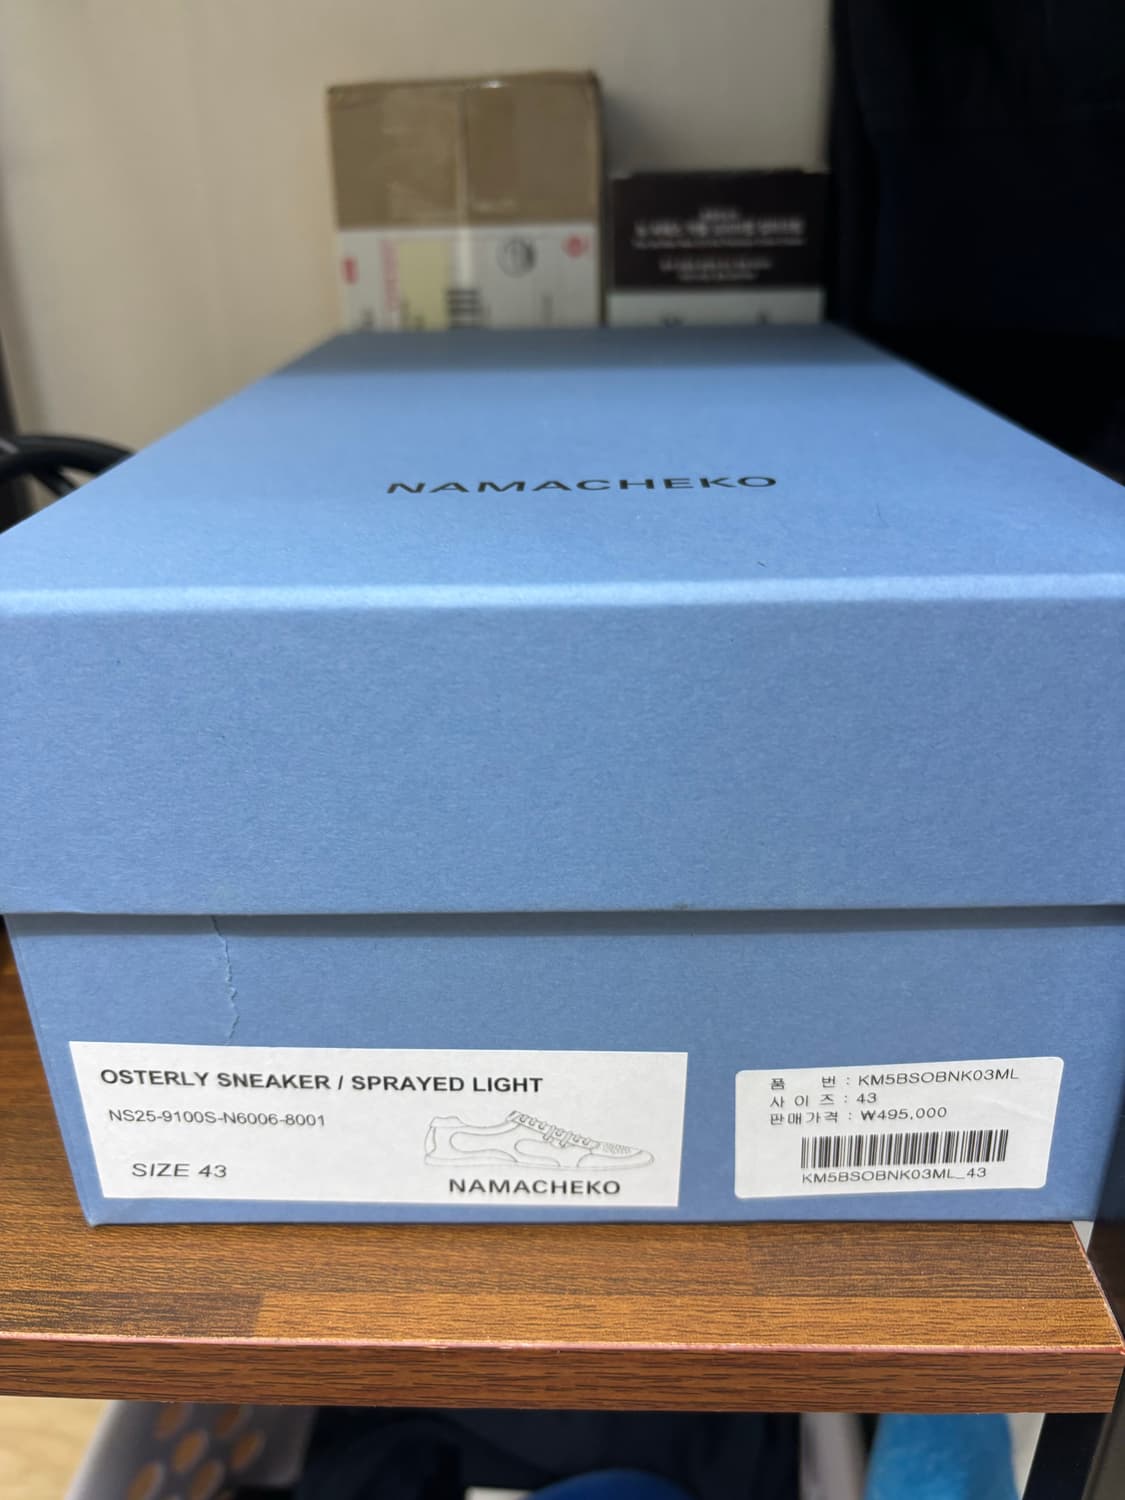 NAMACHEKO
OSTERLY SNEAKER / SPRAYED LIGHT
NS25-9100S-N6006-8001
SIZE 43
NAMACHEKO
품 번 : KM5BSOBNK03ML
사 이 즈 : 43
판매가격 : ₩495,000
KM5BSOBNK03ML_43